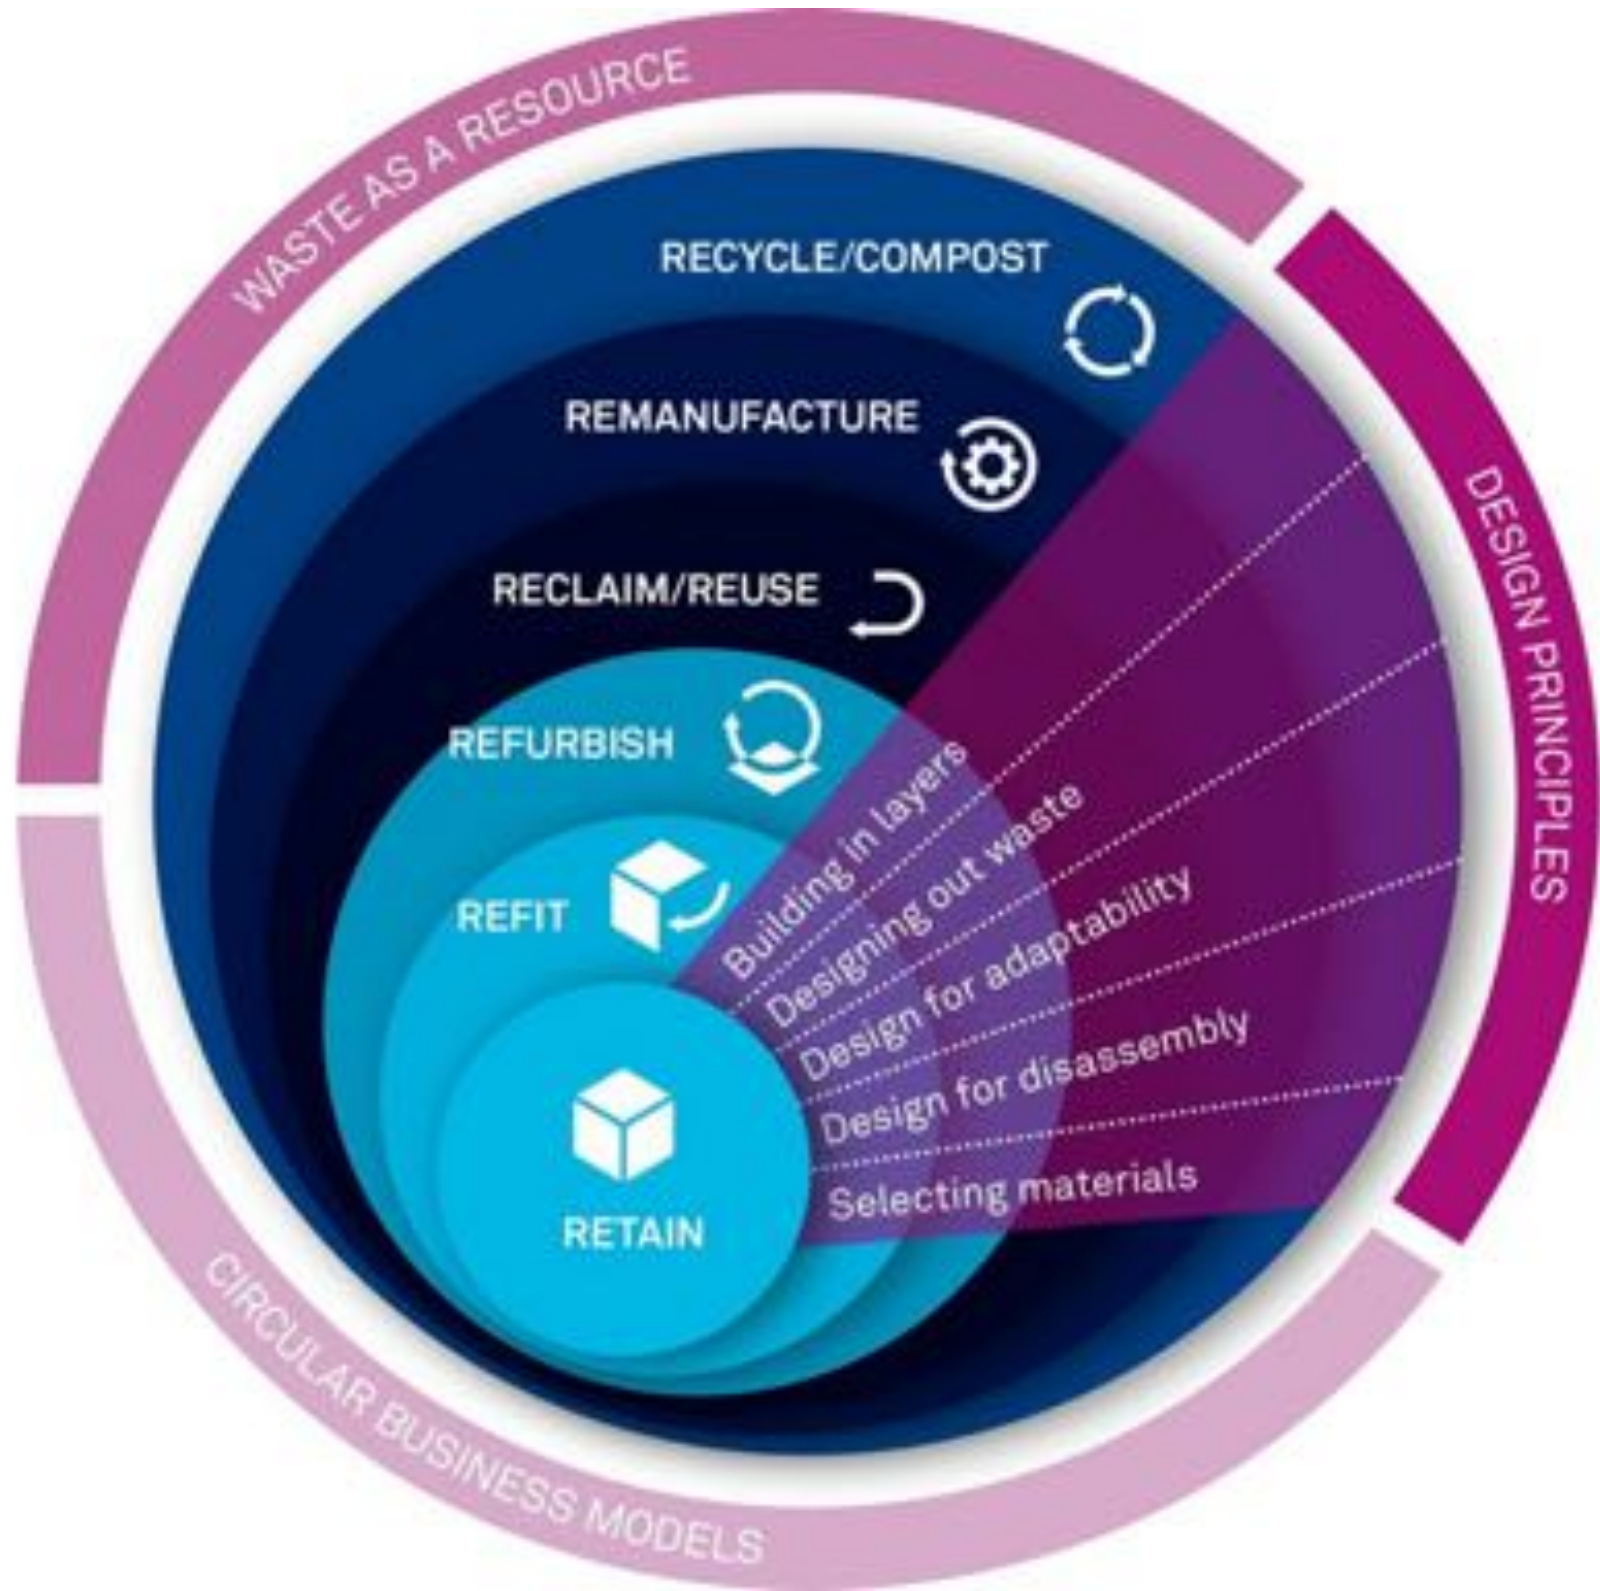 WASTE AS A RESOURCE
RECYCLE/COMPOST
REMANUFACTURE
RECLAIM/REUSE
REFURBISH
REFIT
RETAIN
Building in layers
Designing out waste
Design for adaptability
Design for disassembly
Selecting materials
DESIGN PRINCIPLES
CIRCULAR BUSINESS MODELS